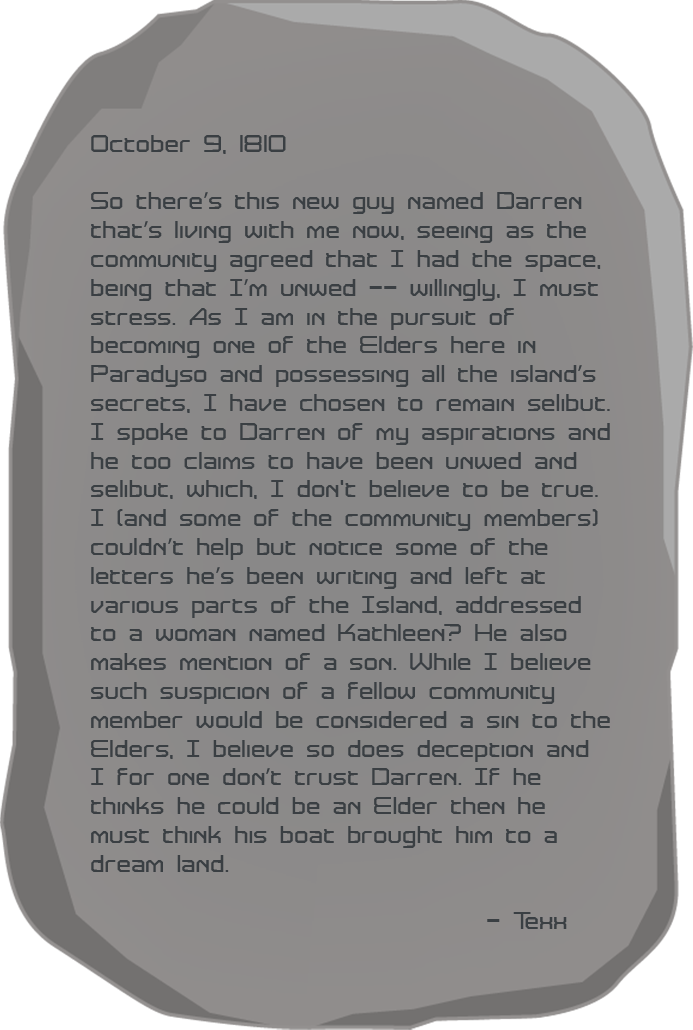 October 9, 1810
So there's this new guy named Darren
that's living with me now, seeing as the
community agreed that I had the space,
being that I'm unwed -- willingly, I must
stress. As I am in the pursuit of
becoming one of the Elders here in
Paradyso and possessing all the island's
secrets, I have chosen to remain selibut.
I spoke to Darren of my aspirations and
he too claims to have been unwed and
selibut, which, I don't believe to be true.
I (and some of the community members)
couldn't help but notice some of the
letters he's been writing and left at
various parts of the Island, addressed
to a woman named Kathleen? He also
makes mention of a son. While I believe
such suspicion of a fellow community
member would be considered a sin to the
Elders, I believe so does deception and
I for one don't trust Darren. If he
thinks he could be an Elder then he
must think his boat brought him to a
dream land.
- Texx